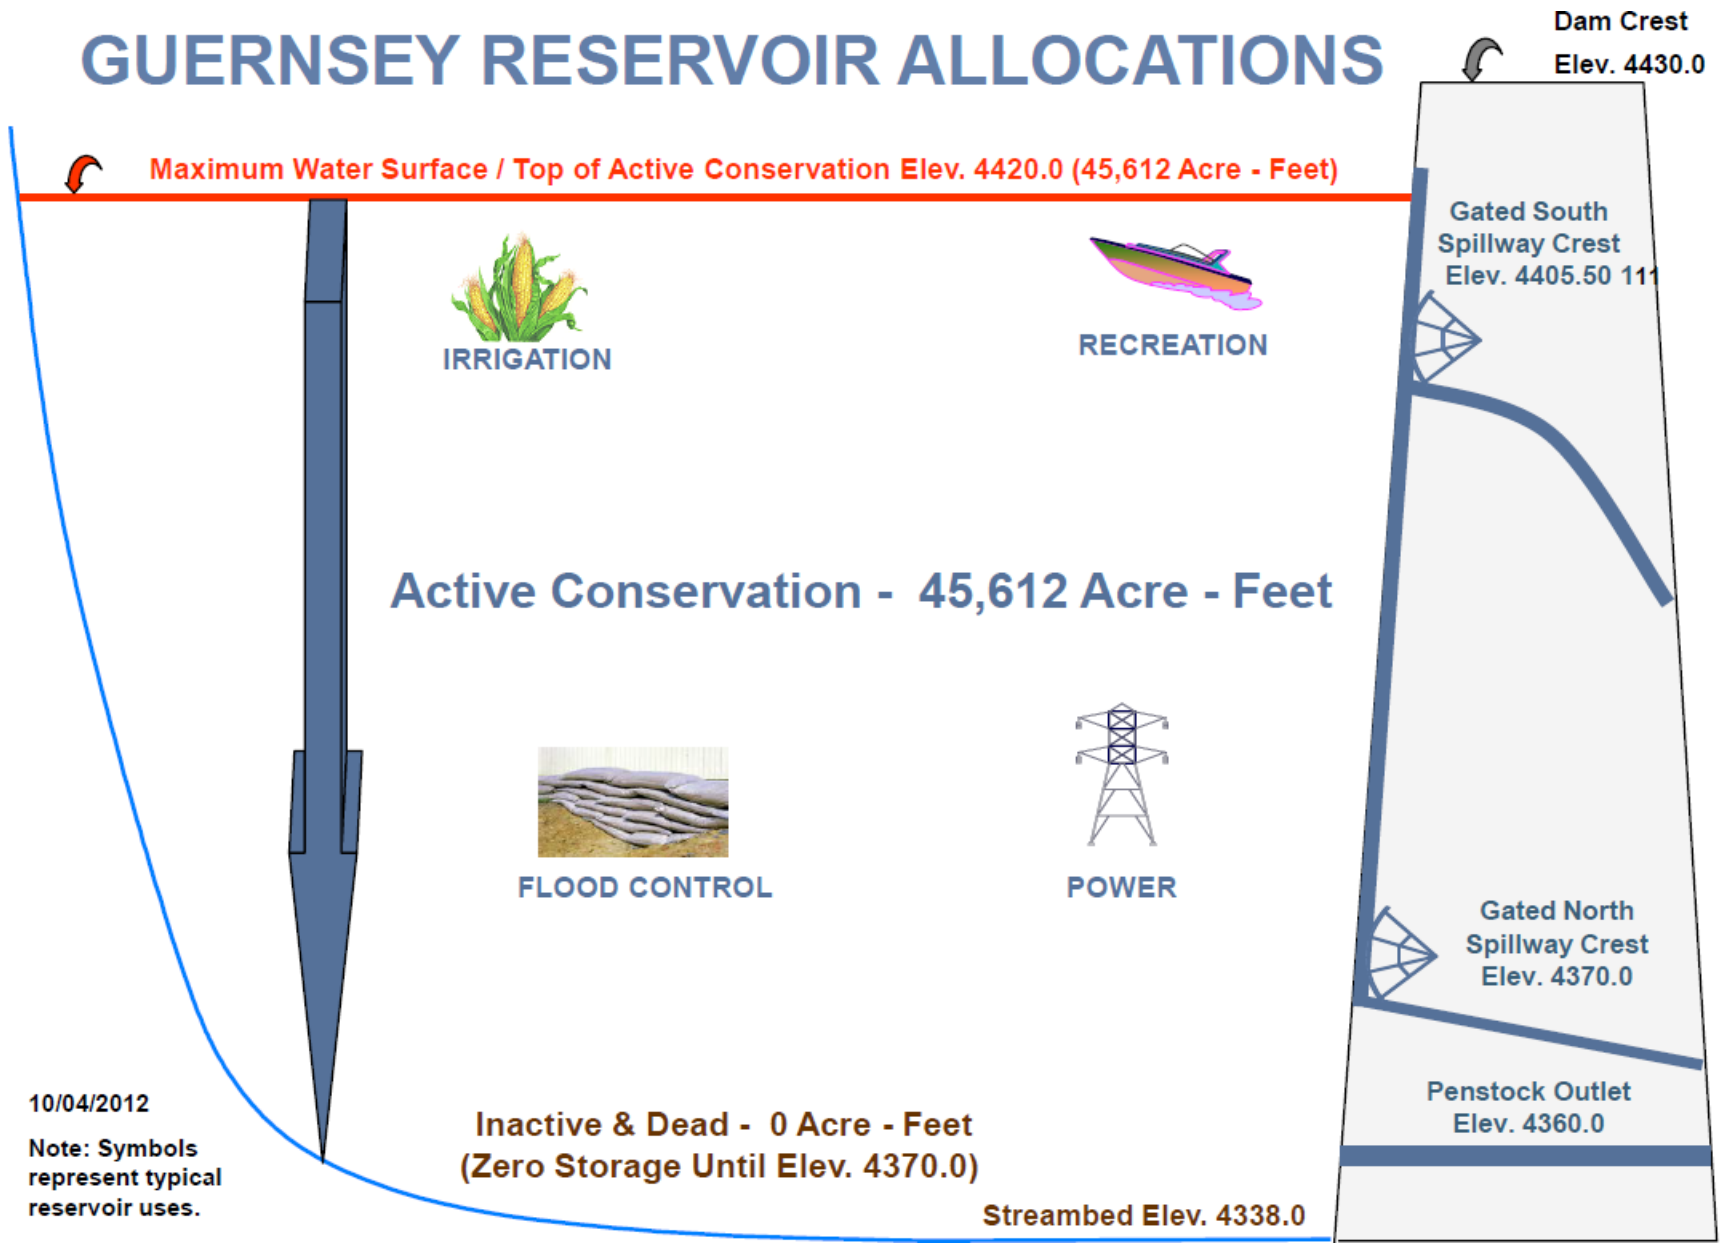 GUERNSEY RESERVOIR ALLOCATIONS
Dam Crest
Elev. 4430.0
Maximum Water Surface / Top of Active Conservation Elev. 4420.0 (45,612 Acre - Feet)
Gated South
Spillway Crest
Elev. 4405.50 111
IRRIGATION
RECREATION
Active Conservation - 45,612 Acre - Feet
FLOOD CONTROL
POWER
Gated North
Spillway Crest
Elev. 4370.0
Penstock Outlet
Elev. 4360.0
Inactive & Dead - 0 Acre - Feet
(Zero Storage Until Elev. 4370.0)
Streambed Elev. 4338.0
10/04/2012
Note: Symbols
represent typical
reservoir uses.